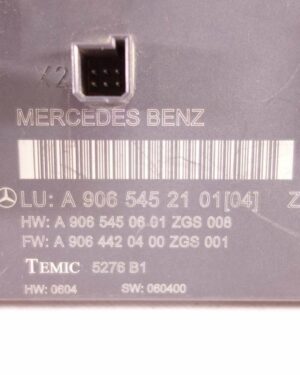 K2
MERCEDES BENZ
LU: A 906 545 21 01[04] Z
HW: A 906 545 06 01 ZGS 008
FW: A 906 442 04 00 ZGS 001
TEMIC 5276 B1
HW: 0604 SW: 060400